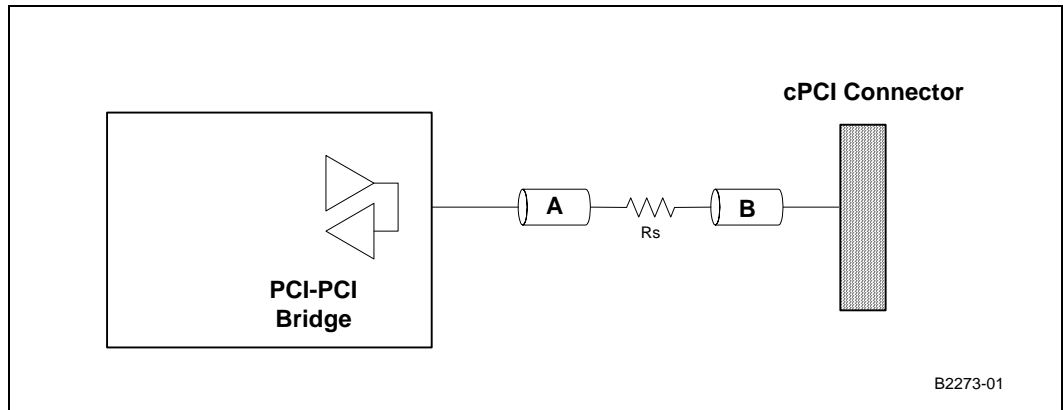 cPCI Connector
A
B
Rs
PCI-PCI
Bridge
B2273-01